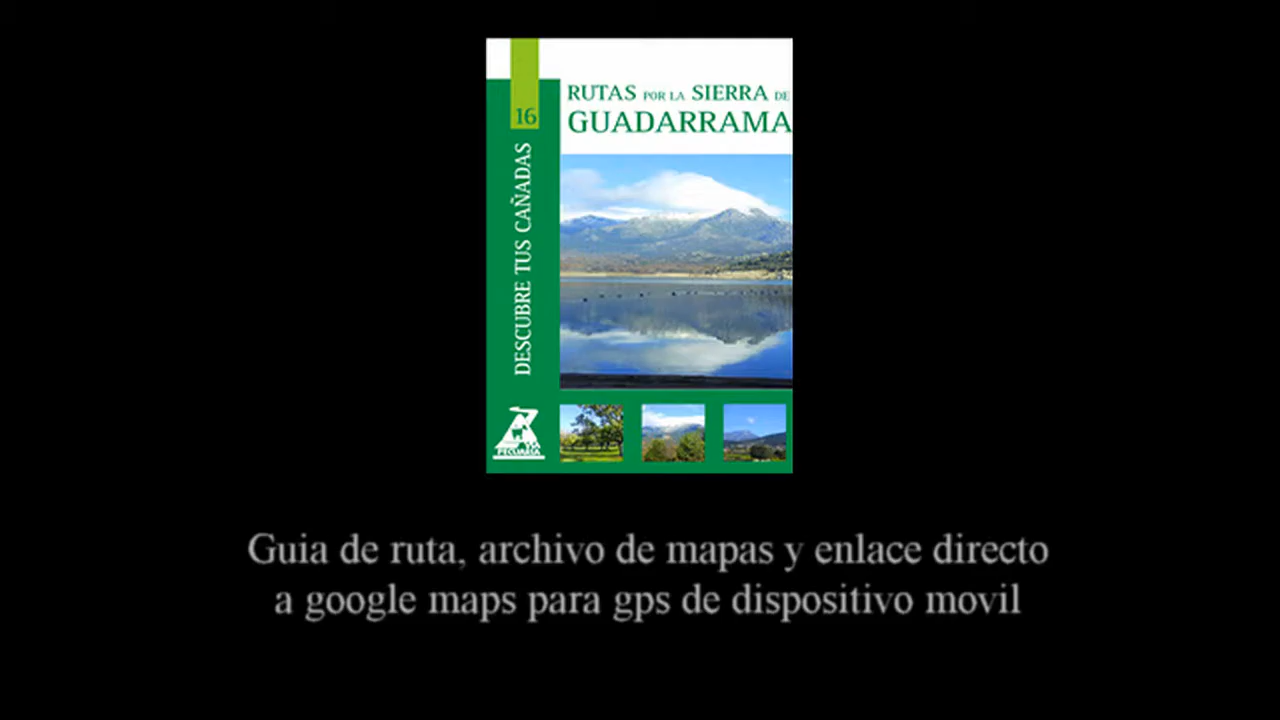 RUTAS POR LA SIERRA DE
GUADARRAMA
16
DESCUBRE TUS CAÑADAS
PECUARIA
Guia de ruta, archivo de mapas y enlace directo
a google maps para gps de dispositivo movil